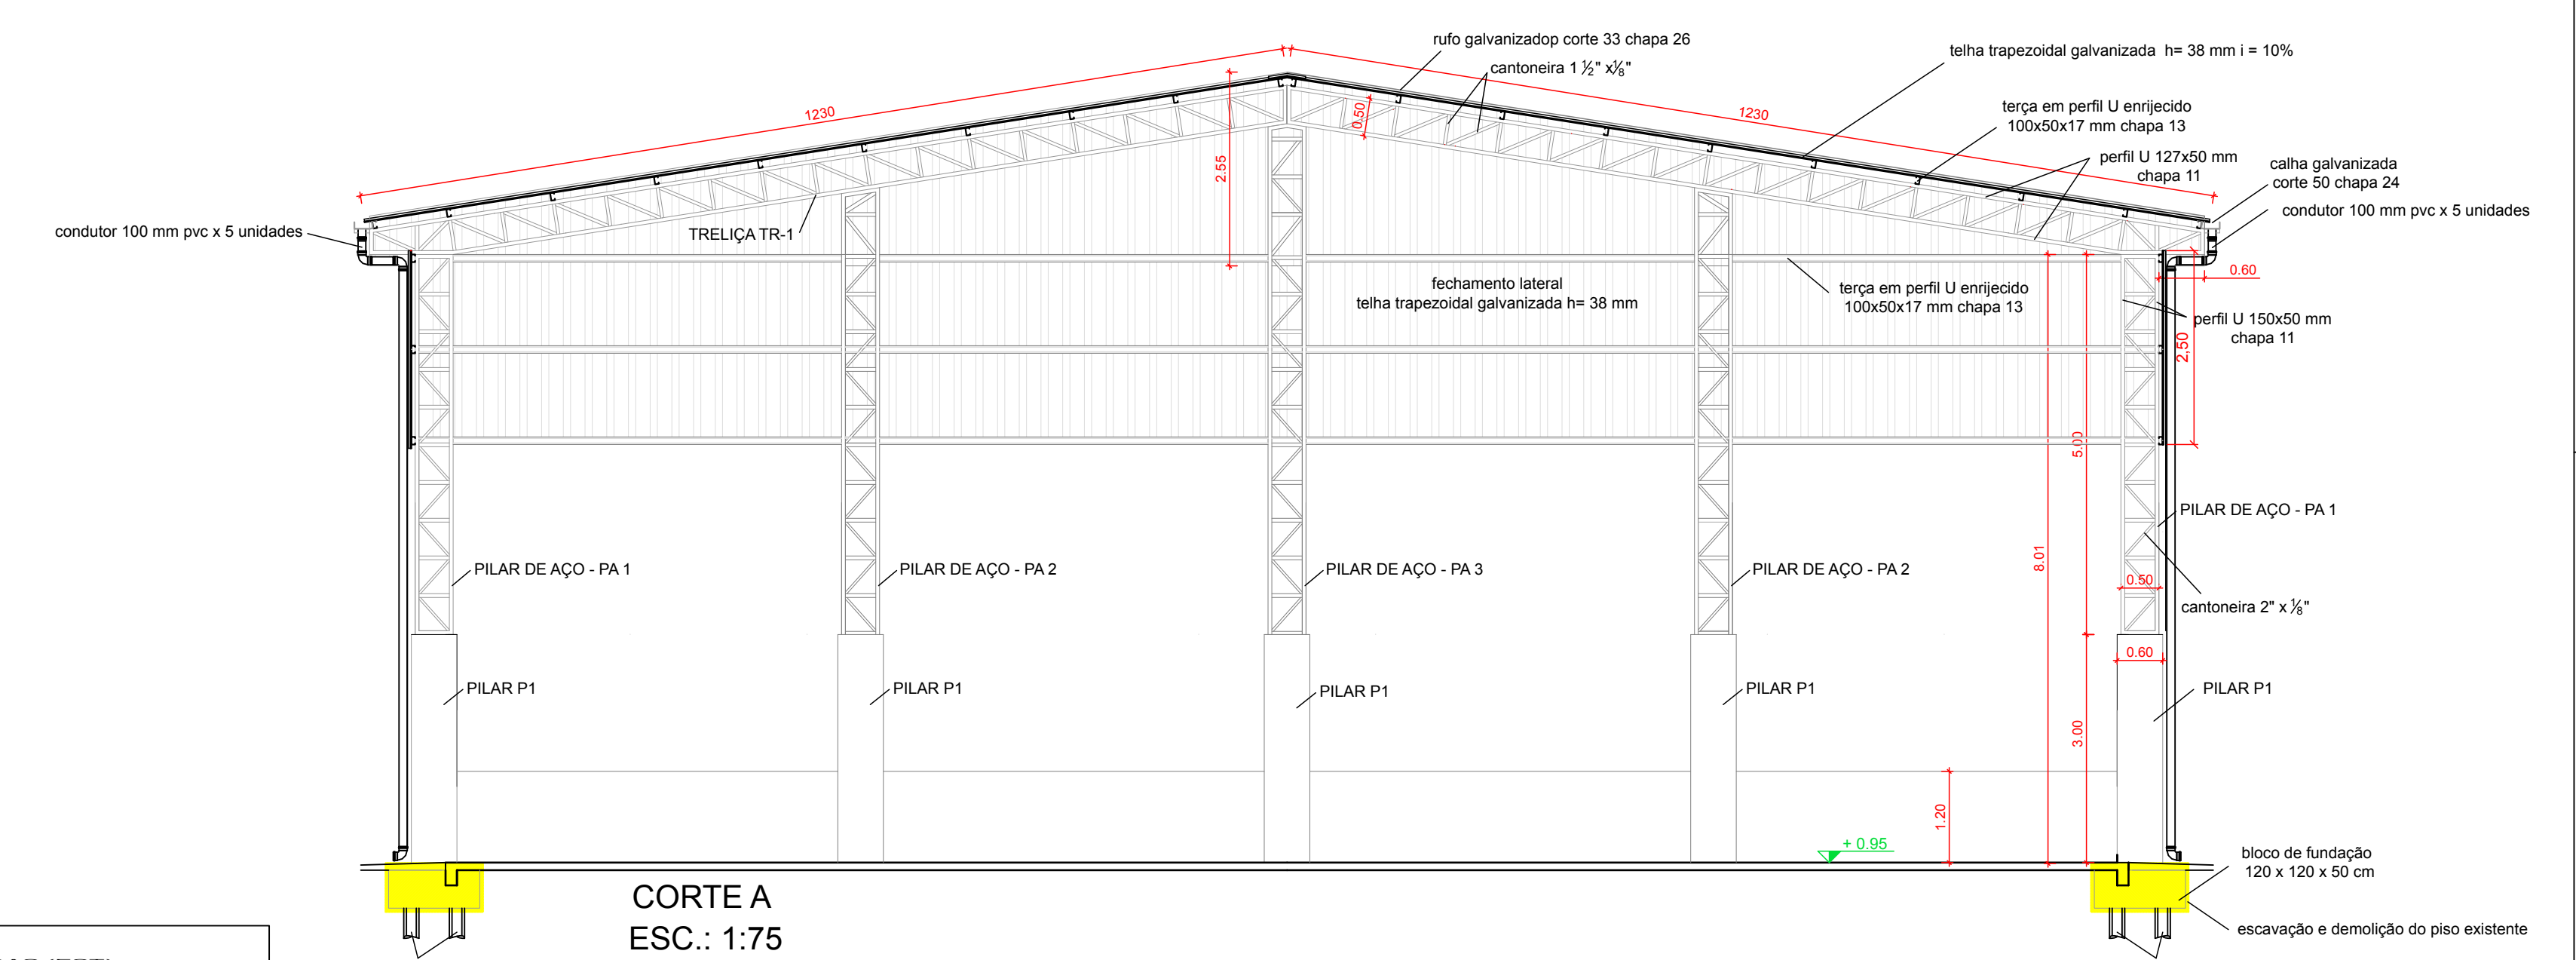 rufo galvanizadop corte 33 chapa 26
cantoneira 1 ½" x⅛"
telha trapezoidal galvanizada h= 38 mm i = 10%
1230
1230
0.50
2.55
terça em perfil U enrijecido
100x50x17 mm chapa 13
perfil U 127x50 mm
chapa 11
calha galvanizada
corte 50 chapa 24
condutor 100 mm pvc x 5 unidades
condutor 100 mm pvc x 5 unidades
TRELIÇA TR-1
fechamento lateral
telha trapezoidal galvanizada h= 38 mm
terça em perfil U enrijecido
100x50x17 mm chapa 13
0.60
perfil U 150x50 mm
chapa 11
2,50
5.00
8.01
PILAR DE AÇO - PA 1
PILAR DE AÇO - PA 1
PILAR DE AÇO - PA 2
PILAR DE AÇO - PA 3
PILAR DE AÇO - PA 2
0.50
cantoneira 2" x ⅛"
0.60
PILAR P1
PILAR P1
PILAR P1
PILAR P1
PILAR P1
3.00
1.20
+ 0.95
bloco de fundação
120 x 120 x 50 cm
escavação e demolição do piso existente
CORTE A
ESC.: 1:75